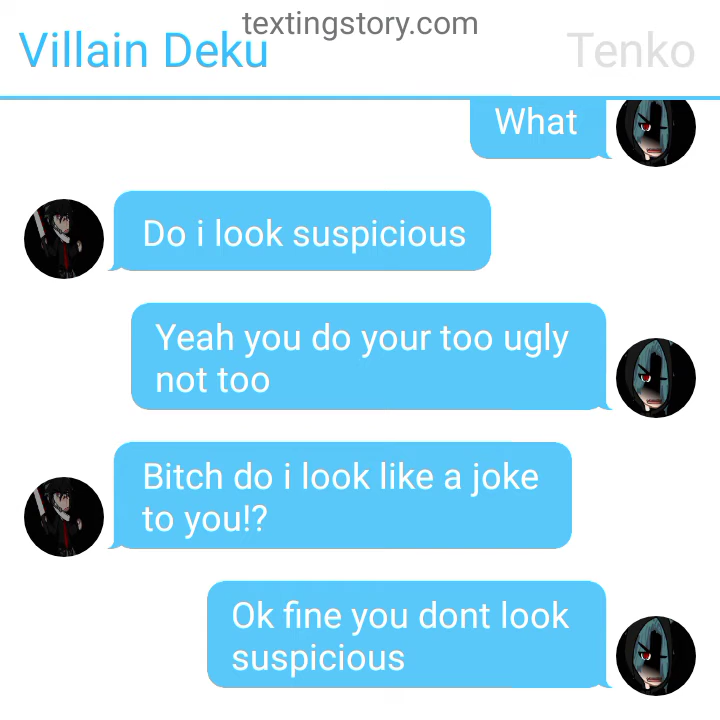 textingstory.com
Villain Deku
Tenko
What
Do i look suspicious
Yeah you do your too ugly
not too
Bitch do i look like a joke
to you!?
Ok fine you dont look
suspicious